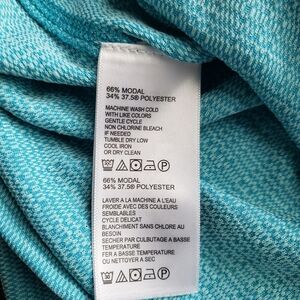 66% MODAL
34% 37.5® POLYESTER
MACHINE WASH COLD
WITH LIKE COLORS
GENTLE CYCLE
NON CHLORINE BLEACH
IF NEEDED
TUMBLE DRY LOW
COOL IRON
OR DRY CLEAN
66% MODAL
34% 37.5® POLYESTER
LAVER A LA MACHINE A L'EAU
FROIDE AVEC DES COULEURS
SEMBLABLES
CYCLE DELICAT
BLANCHIMENT SANS CHLORE AU
BESOIN
SECHER PAR CULBUTAGE A BASSE
TEMPERATURE
FER A BASSE TEMPERATURE
OU NETTOYER A SEC